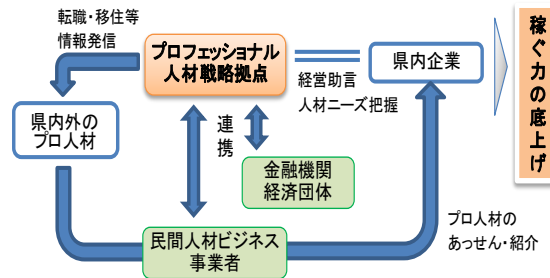 転職・移住等
情報発信
プロフェッショナル
人材戦略拠点
県内企業
経営助言
人材ニーズ把握
稼ぐ力の底上げ
県内外の
プロ人材
連携
金融機関
経済団体
民間人材ビジネス
事業者
プロ人材の
あっせん・紹介